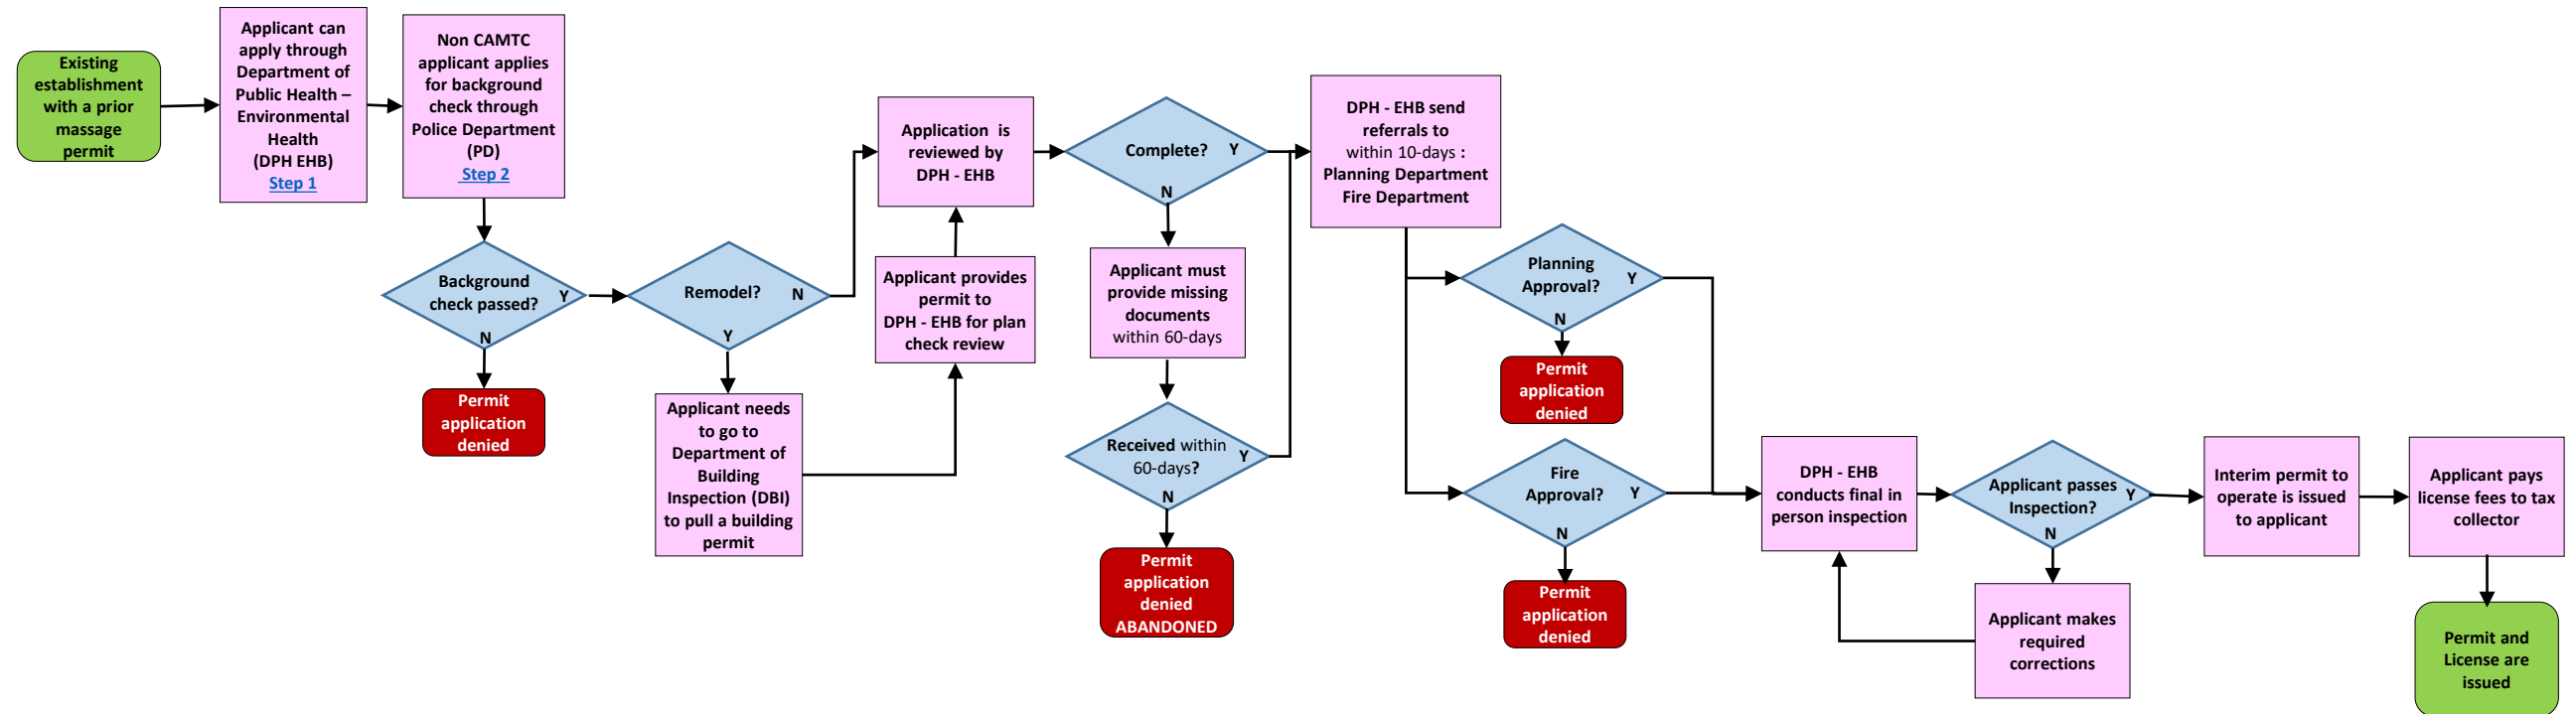 Existing
establishment
with a prior
massage
permit
Applicant can
apply through
Department of
Public Health –
Environmental
Health
(DPH EHB)
Step 1
Non CAMTC
applicant applies
for background
check through
Police Department
(PD)
Step 2
Background
check passed?
Y
N
Permit
application
denied
Remodel?
N
Y
Applicant needs
to go to
Department of
Building
Inspection (DBI)
to pull a building
permit
Applicant provides
permit to
DPH - EHB for plan
check review
Application is
reviewed by
DPH - EHB
Complete?
Y
N
Applicant must
provide missing
documents
within 60-days
Received within
60-days?
Y
N
Permit
application
denied
ABANDONED
DPH - EHB send
referrals to
within 10-days :
Planning Department
Fire Department
Planning
Approval?
Y
N
Permit
application
denied
Fire
Approval?
Y
N
Permit
application
denied
DPH - EHB
conducts final in
person inspection
Applicant passes
Inspection?
Y
N
Applicant makes
required
corrections
Interim permit to
operate is issued
to applicant
Applicant pays
license fees to tax
collector
Permit and
License are
issued